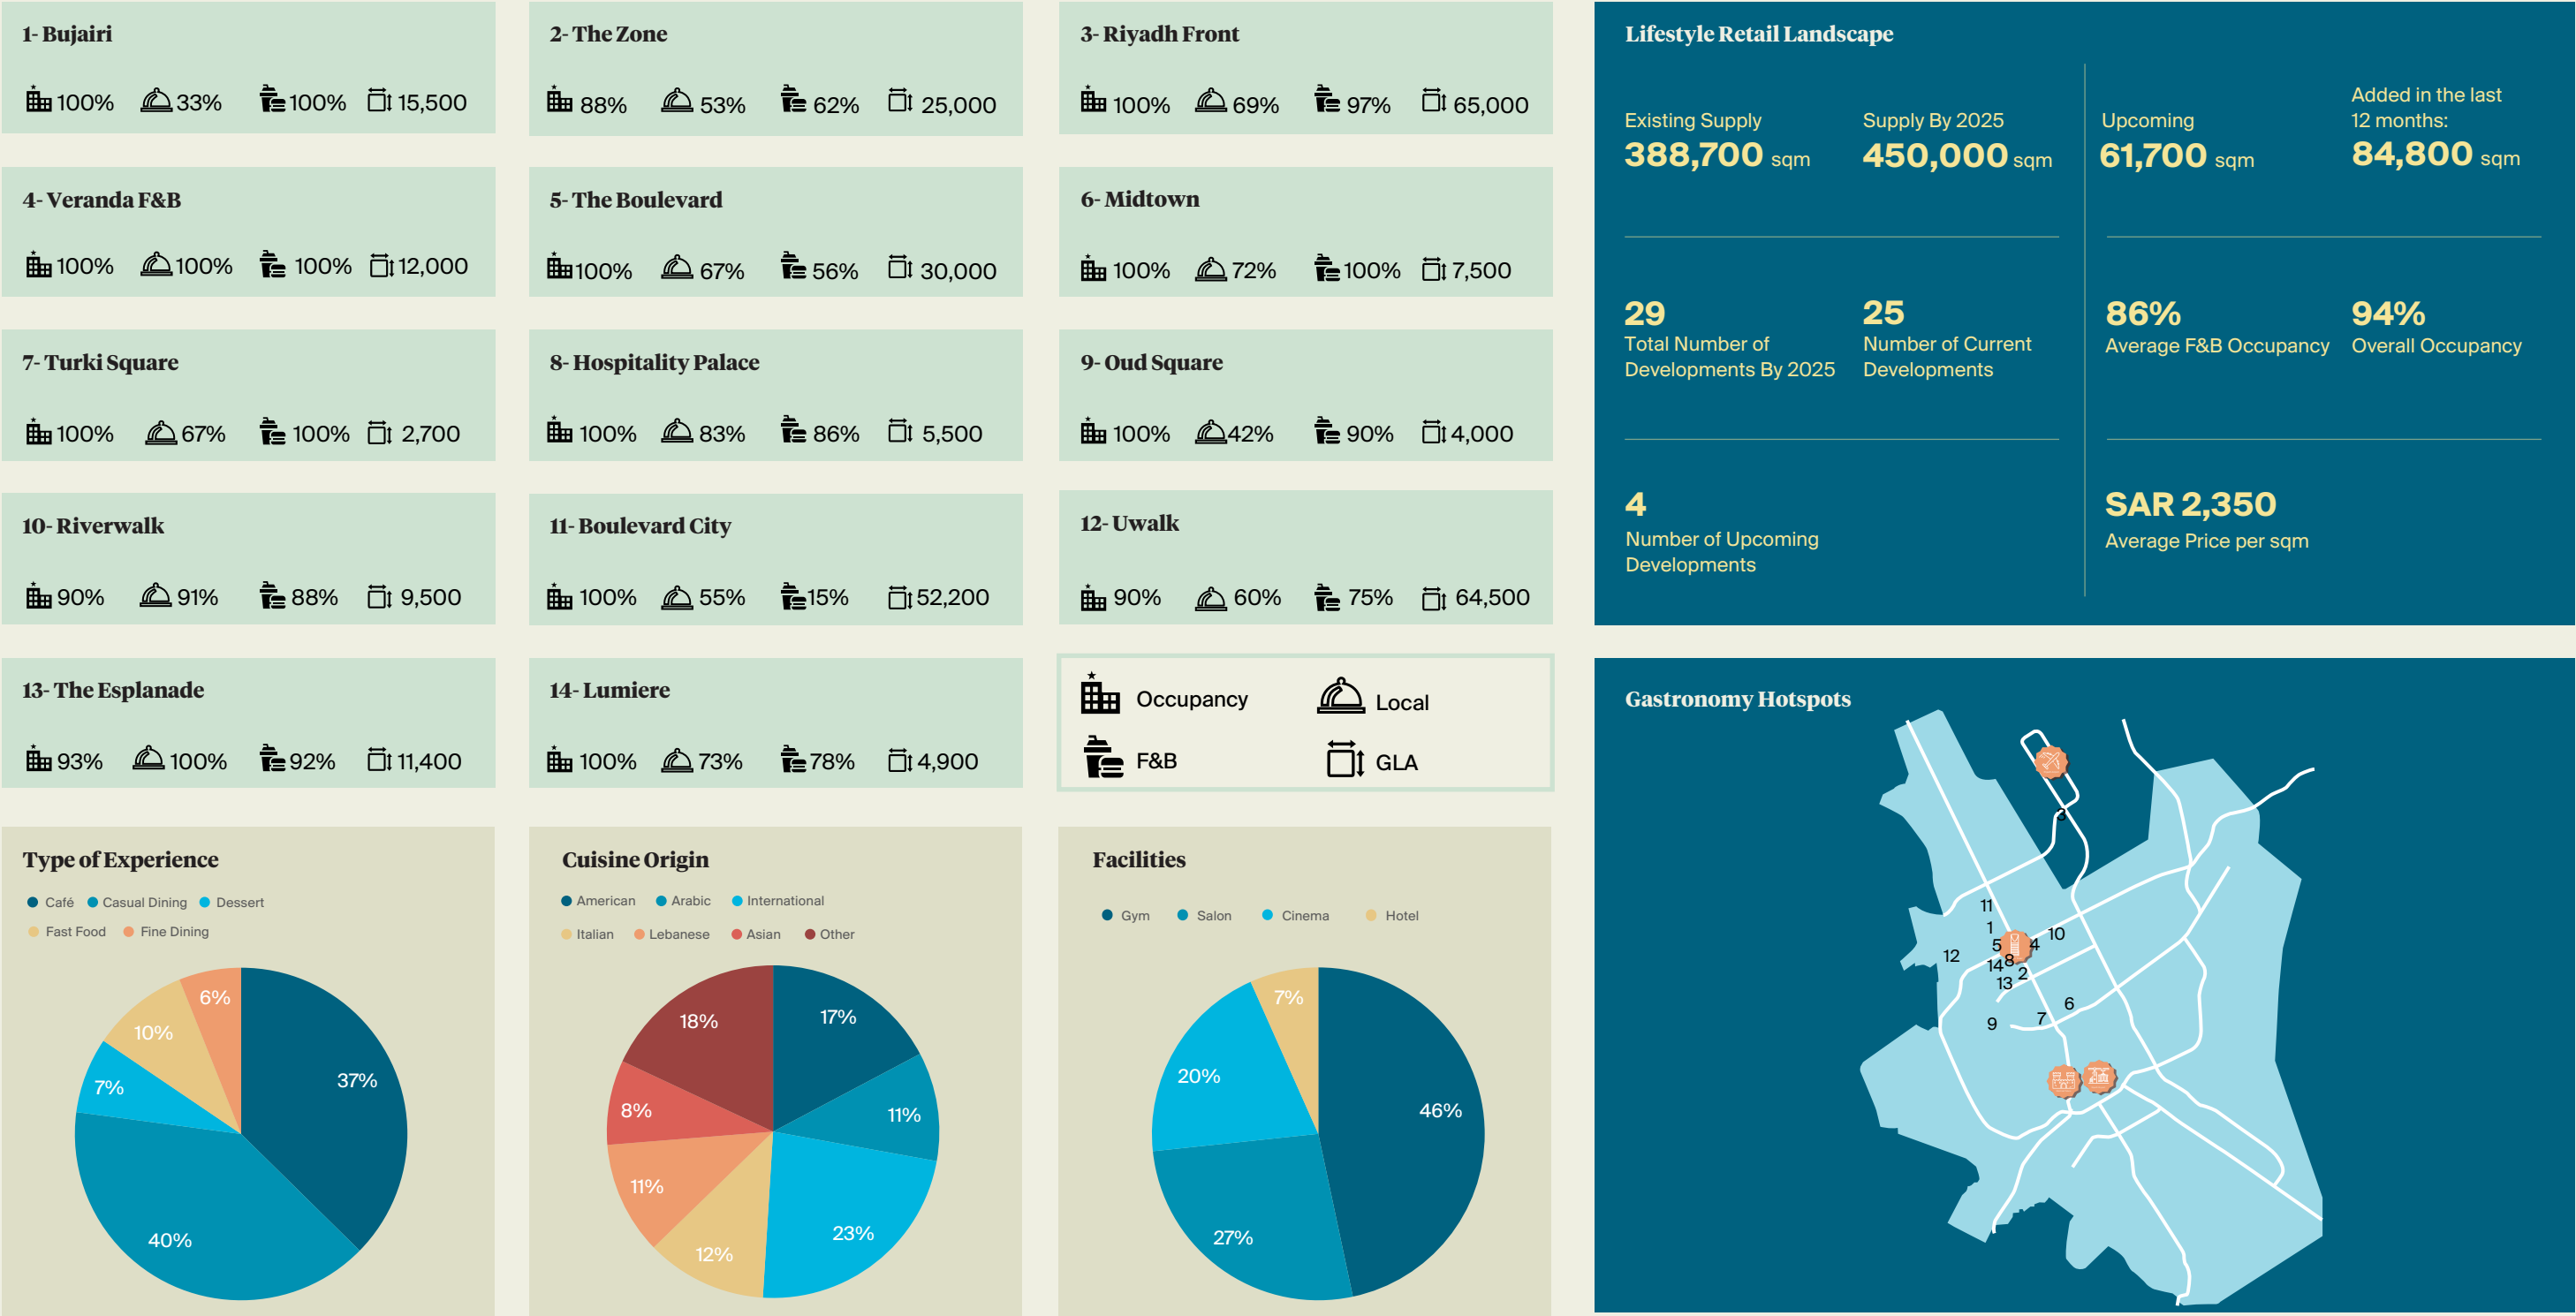 1- Bujairi
100% 33% 100% 15,500
2- The Zone
88% 53% 62% 25,000
3- Riyadh Front
100% 69% 97% 65,000
4- Veranda F&B
100% 100% 100% 12,000
5- The Boulevard
100% 67% 56% 30,000
6- Midtown
100% 72% 100% 7,500
7- Turki Square
100% 67% 100% 2,700
8- Hospitality Palace
100% 83% 86% 5,500
9- Oud Square
100% 42% 90% 4,000
10- Riverwalk
90% 91% 88% 9,500
11- Boulevard City
100% 55% 15% 52,200
12- Uwalk
90% 60% 75% 64,500
13- The Esplanade
93% 100% 92% 11,400
14- Lumiere
100% 73% 78% 4,900
Occupancy Local
F&B GLA
Lifestyle Retail Landscape
Existing Supply
388,700 sqm
Supply By 2025
450,000 sqm
Upcoming
61,700 sqm
Added in the last
12 months:
84,800 sqm
29
Total Number of
Developments By 2025
25
Number of Current
Developments
86%
Average F&B Occupancy
94%
Overall Occupancy
4
Number of Upcoming
Developments
SAR 2,350
Average Price per sqm
Type of Experience
Café Casual Dining Dessert
Fast Food Fine Dining
6%
10%
37%
7%
40%
Cuisine Origin
American Arabic International
Italian Lebanese Asian Other
17%
18%
8%
11%
11%
23%
12%
Facilities
Gym Salon Cinema Hotel
7%
20%
46%
27%
Gastronomy Hotspots
3
11
1
10
5
4
12
8
14
2
13
6
7
9